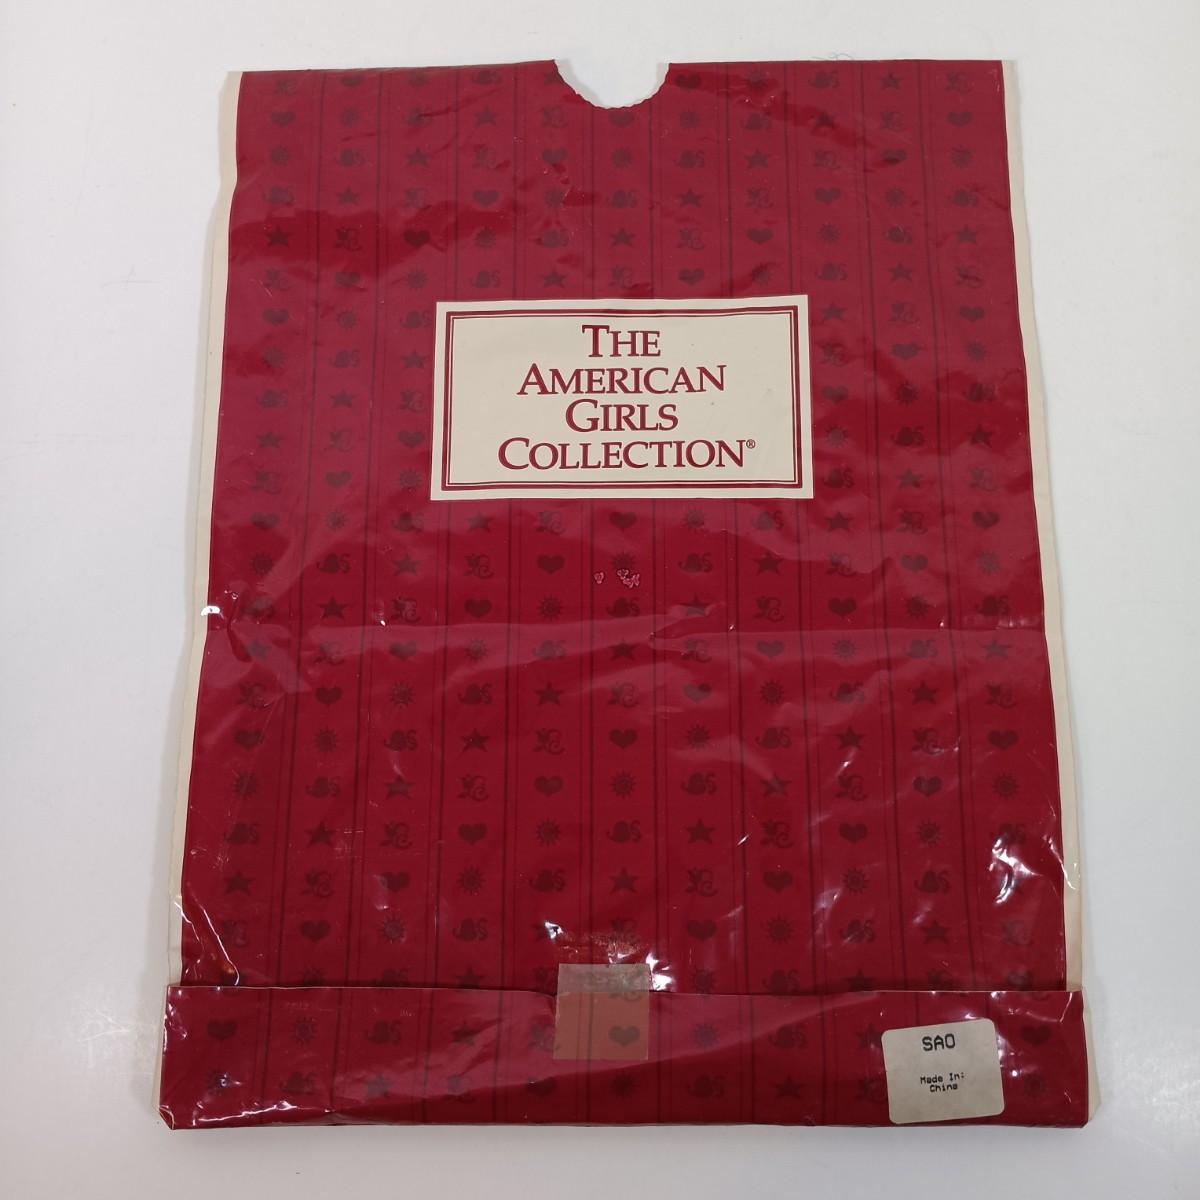 THE
AMERICAN
GIRLS
COLLECTION®
SAO
Made In:
China